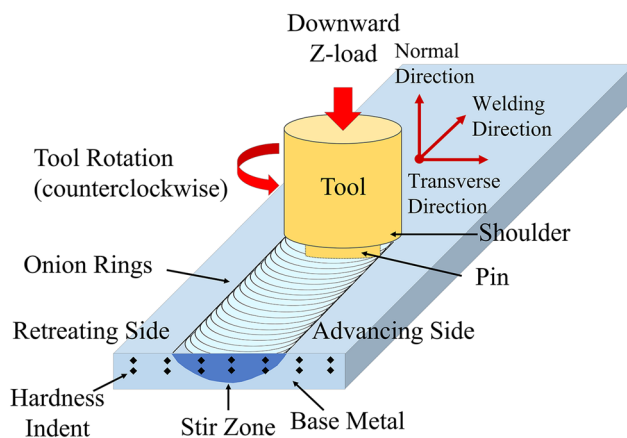 Downward
Z-load
Normal
Direction
Welding
Direction
Tool Rotation
(counterclockwise)
Tool
Transverse
Direction
Shoulder
Onion Rings
Pin
Retreating Side
Advancing Side
Hardness
Indent
Stir Zone
Base Metal